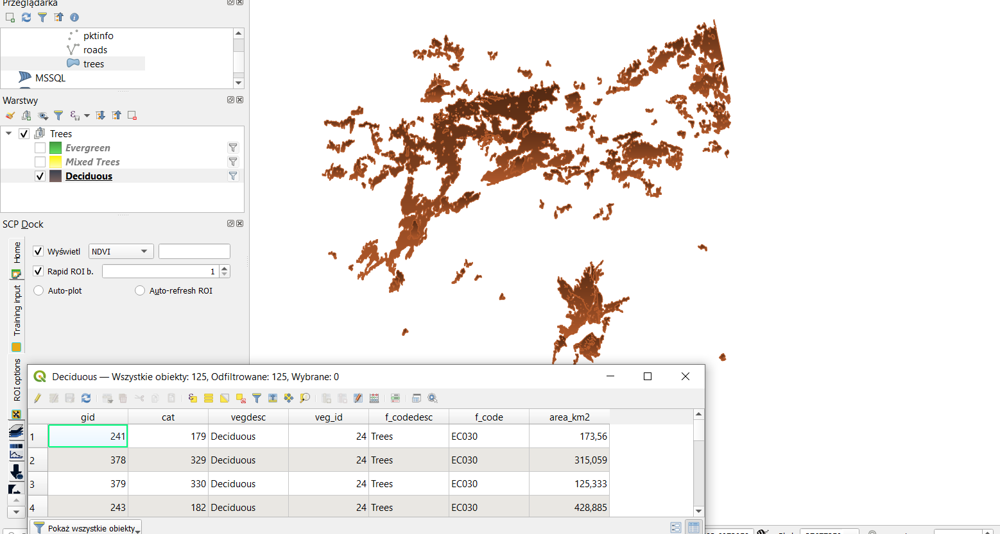 Przeglądarka
pktinfo
roads
trees
MSSQL
Warstwy
Trees
Evergreen
Mixed Trees
Deciduous
SCP Dock
Home
Training input
ROI options
Wyświetl NDVI
Rapid ROI b. 1
Auto-plot Auto-refresh ROI
Deciduous — Wszystkie obiekty: 125, Odfiltrowane: 125, Wybrane: 0
gid cat vegdesc veg_id f_codedesc f_code area_km2
1 241 179 Deciduous 24 Trees EC030 173,56
2 378 329 Deciduous 24 Trees EC030 315,059
3 379 330 Deciduous 24 Trees EC030 125,333
4 243 182 Deciduous 24 Trees EC030 428,885
Pokaż wszystkie obiekty